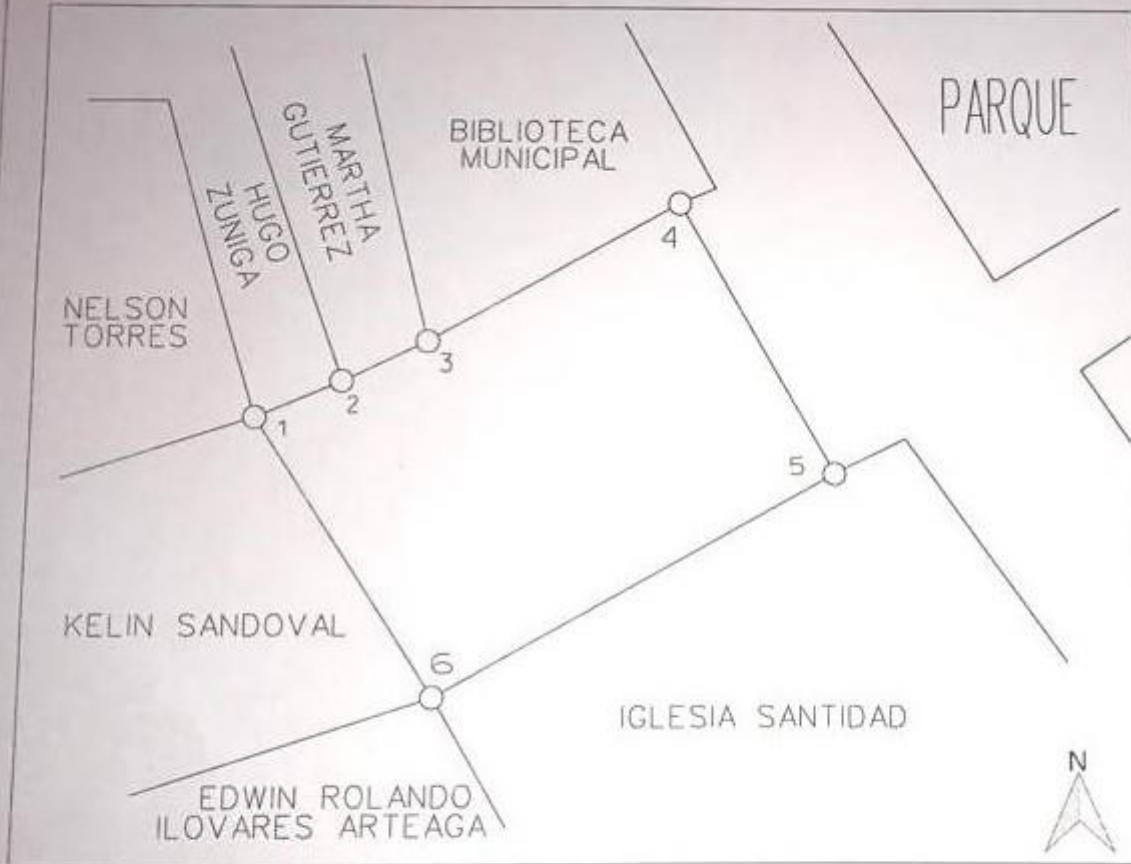 PARQUE
BIBLIOTECA
MUNICIPAL
MARTHA
GUTIERREZ
HUGO
ZUNIGA
NELSON
TORRES
4
3
2
1
5
KELIN SANDOVAL
6
IGLESIA SANTIDAD
N
EDWIN ROLANDO
ILOVARES ARTEAGA